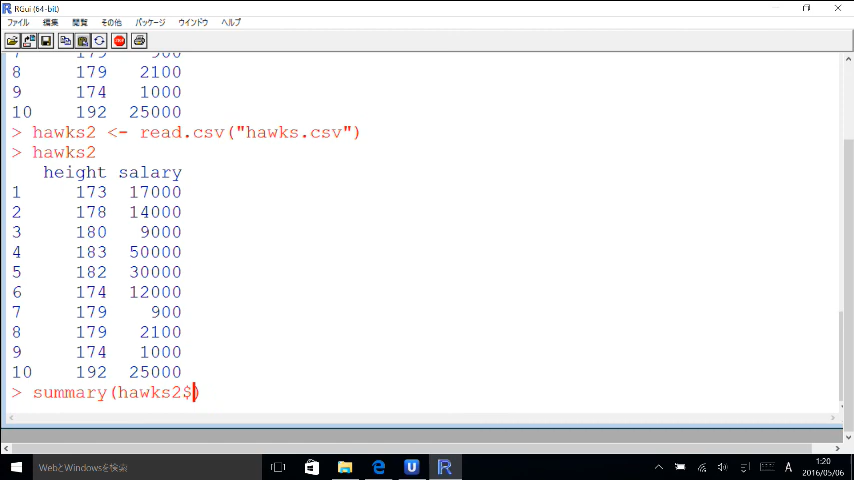 RGui (64-bit)
ファイル 編集 閲覧 その他 パッケージ ウインドウ ヘルプ
7 179 900
8 179 2100
9 174 1000
10 192 25000
> hawks2 <- read.csv("hawks.csv")
> hawks2
height salary
1 173 17000
2 178 14000
3 180 9000
4 183 50000
5 182 30000
6 174 12000
7 179 900
8 179 2100
9 174 1000
10 192 25000
> summary(hawks2$)
WebとWindowsを検索
A
1:20
2016/05/06